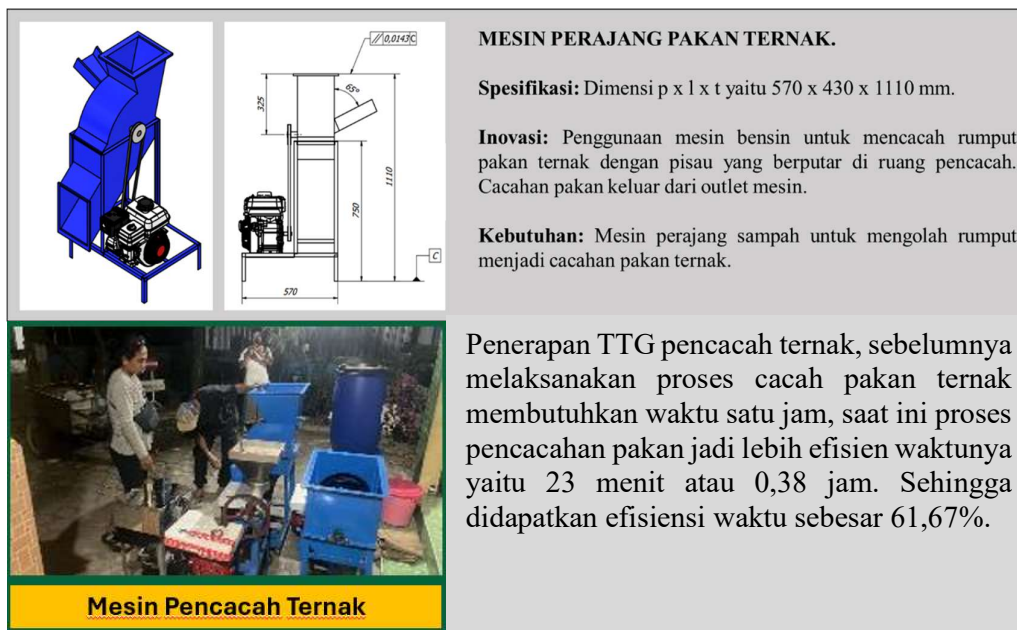 // 0,0143 C
325
65°
1110
750
C
570
MESIN PERAJANG PAKAN TERNAK.
Spesifikasi: Dimensi p x l x t yaitu 570 x 430 x 1110 mm.
Inovasi: Penggunaan mesin bensin untuk mencacah rumput
pakan ternak dengan pisau yang berputar di ruang pencacah.
Cacahan pakan keluar dari outlet mesin.
Kebutuhan: Mesin perajang sampah untuk mengolah rumput
menjadi cacahan pakan ternak.
Mesin Pencacah Ternak
Penerapan TTG pencacah ternak, sebelumnya
melaksanakan proses cacah pakan ternak
membutuhkan waktu satu jam, saat ini proses
pencacahan pakan jadi lebih efisien waktunya
yaitu 23 menit atau 0,38 jam. Sehingga
didapatkan efisiensi waktu sebesar 61,67%.